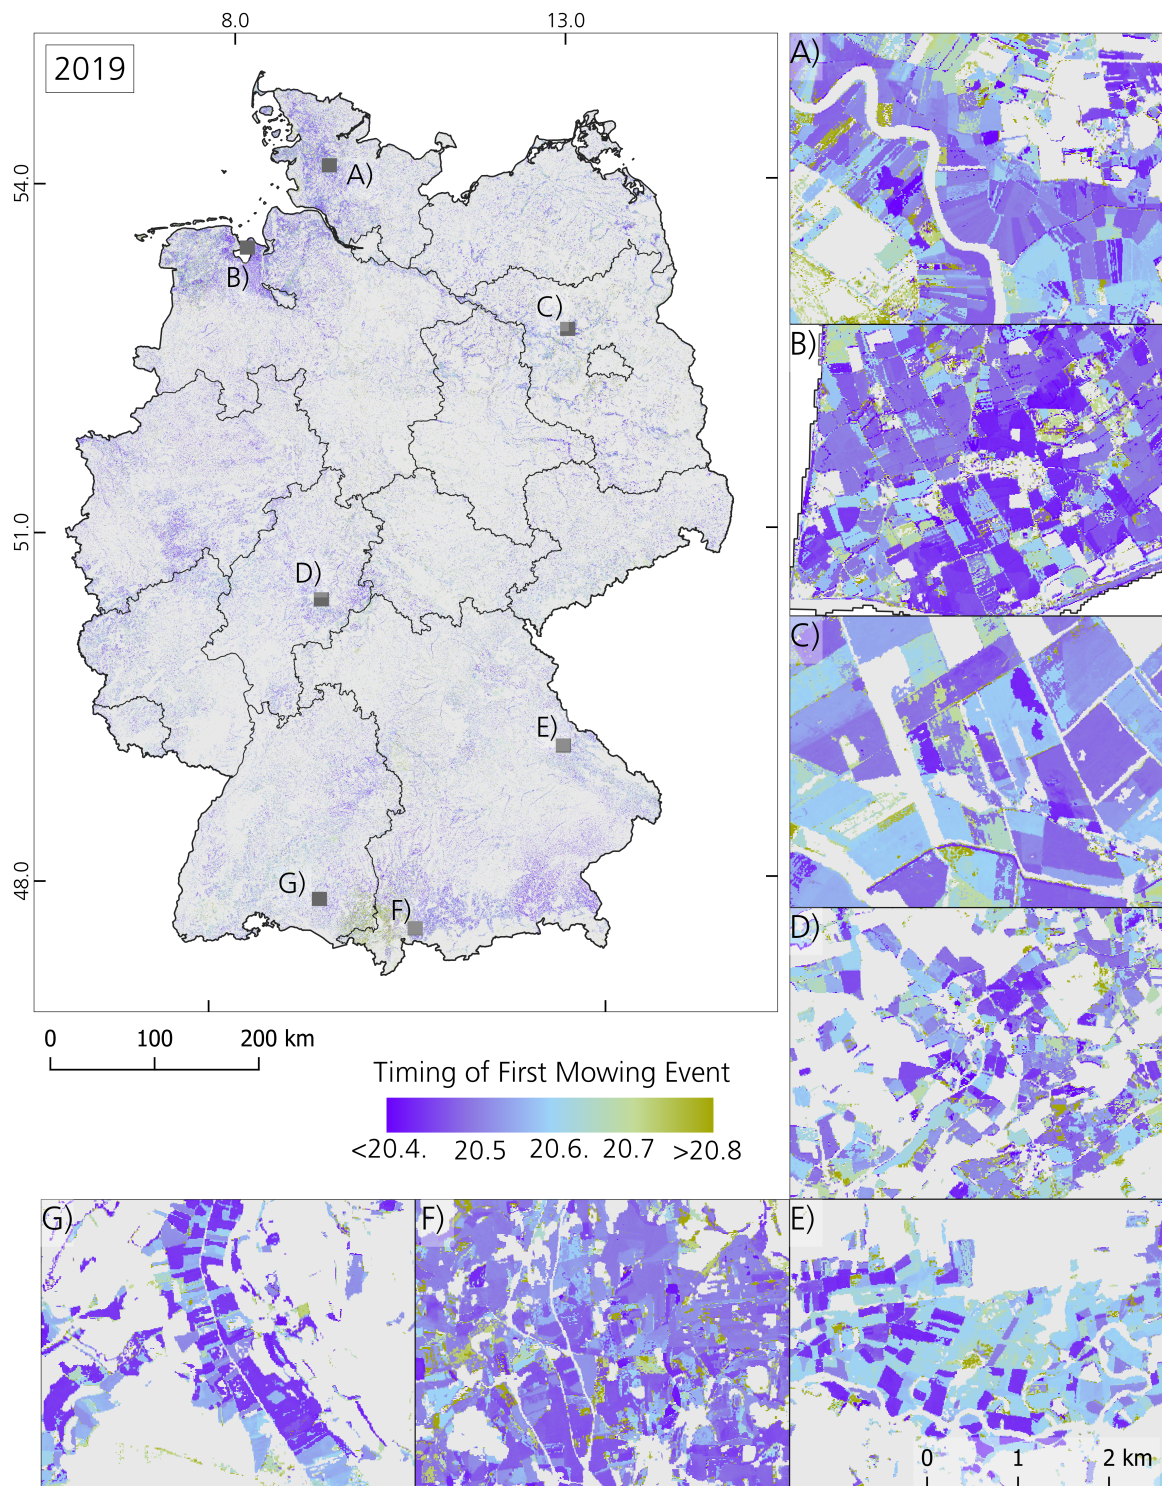 8.0 13.0
2019
54.0
51.0
48.0
A)
B)
C)
D)
E)
F)
G)
A)
B)
C)
D)
0 100 200 km
Timing of First Mowing Event
<20.4. 20.5 20.6. 20.7 >20.8
G)
F)
E)
0 1 2 km